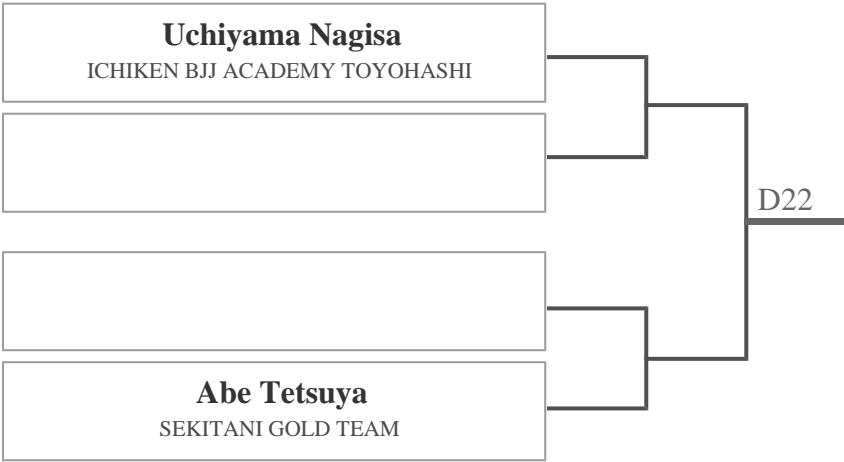 Uchiyama Nagisa
ICHIKEN BJJ ACADEMY TOYOHASHI
D22
Abe Tetsuya
SEKITANI GOLD TEAM